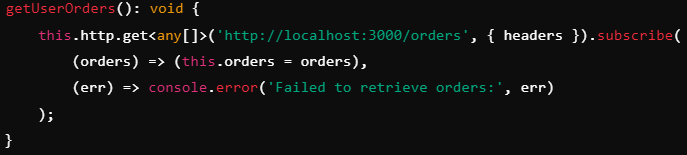 getUserOrders(): void {
    this.http.get<any[]>('http://localhost:3000/orders', { headers }).subscribe(
        (orders) => (this.orders = orders),
        (err) => console.error('Failed to retrieve orders:', err)
    );
}